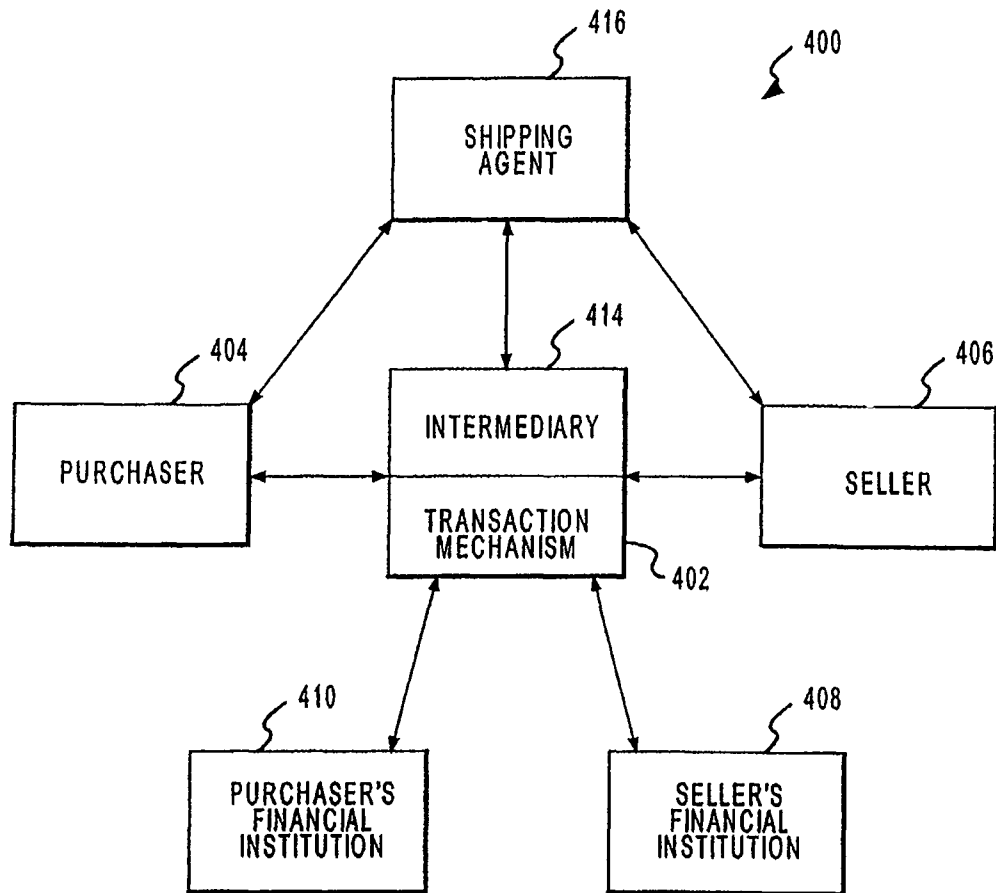 416
400
SHIPPING
AGENT
414
404
406
INTERMEDIARY
PURCHASER
SELLER
TRANSACTION
MECHANISM
402
410
408
PURCHASER'S
FINANCIAL
INSTITUTION
SELLER'S
FINANCIAL
INSTITUTION